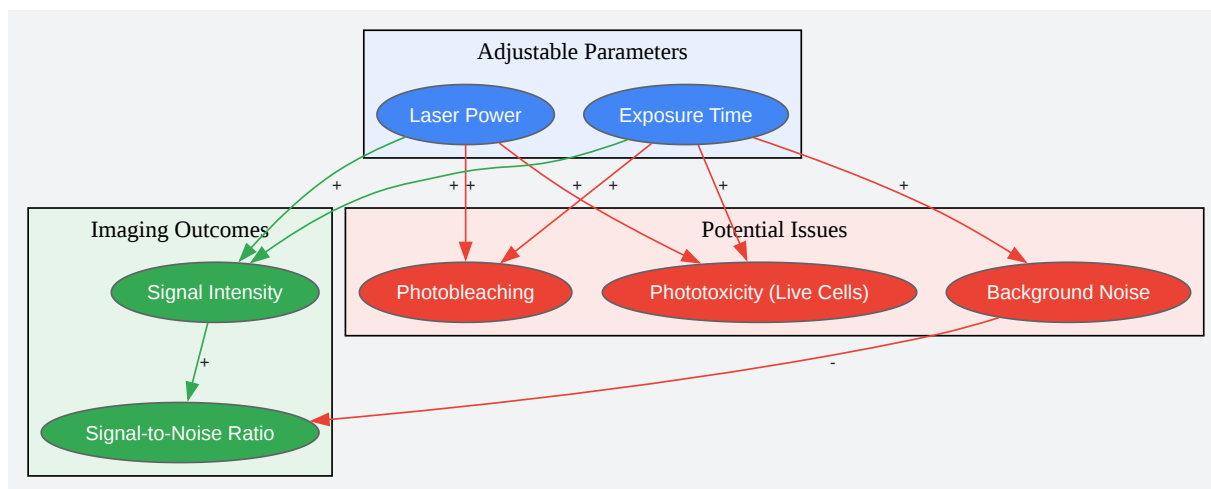 Adjustable Parameters
Laser Power
Exposure Time
+
+
+
+
+
+
+
Imaging Outcomes
Potential Issues
Signal Intensity
Photobleaching
Phototoxicity (Live Cells)
Background Noise
+
-
Signal-to-Noise Ratio